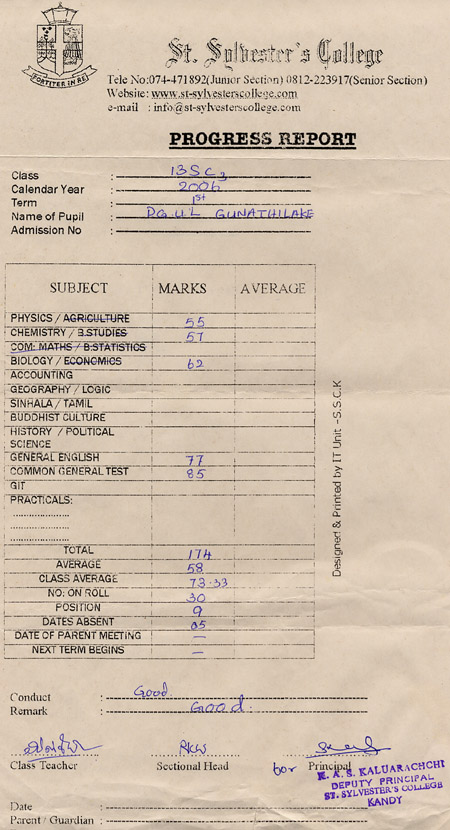 FORTITER IN RE
St. Sylvester's College
Tele No:074-471892(Junior Section) 0812-223917(Senior Section)
Website: www.st-sylvesterscollege.com
e-mail : info@st-sylvesterscollege.com
PROGRESS REPORT
Class : 13SC3
Calendar Year : 2006
Term : 1st
Name of Pupil : D.G.U.L GUNATHILAKE
Admission No :
SUBJECT MARKS AVERAGE
PHYSICS / AGRICULTURE 55
CHEMISTRY / B.STUDIES 57
COM: MATHS / B.STATISTICS
BIOLOGY / ECONOMICS 62
ACCOUNTING
GEOGRAPHY / LOGIC
SINHALA / TAMIL
BUDDHIST CULTURE
HISTORY / POLITICAL
SCIENCE
GENERAL ENGLISH 77
COMMON GENERAL TEST 85
GIT
PRACTICALS:
TOTAL 174
AVERAGE 58
CLASS AVERAGE 73.33
NO: ON ROLL 30
POSITION 9
DATES ABSENT 05
DATE OF PARENT MEETING —
NEXT TERM BEGINS —
Designed & Printed by IT Unit - S.S.C.K
Conduct : Good.
Remark : Good.
RKW
Class Teacher Sectional Head for Principal
K. A. S. KALUARACHCHI
DEPUTY PRINCIPAL
ST. SYLVESTER'S COLLEGE
KANDY
Date :
Parent / Guardian :